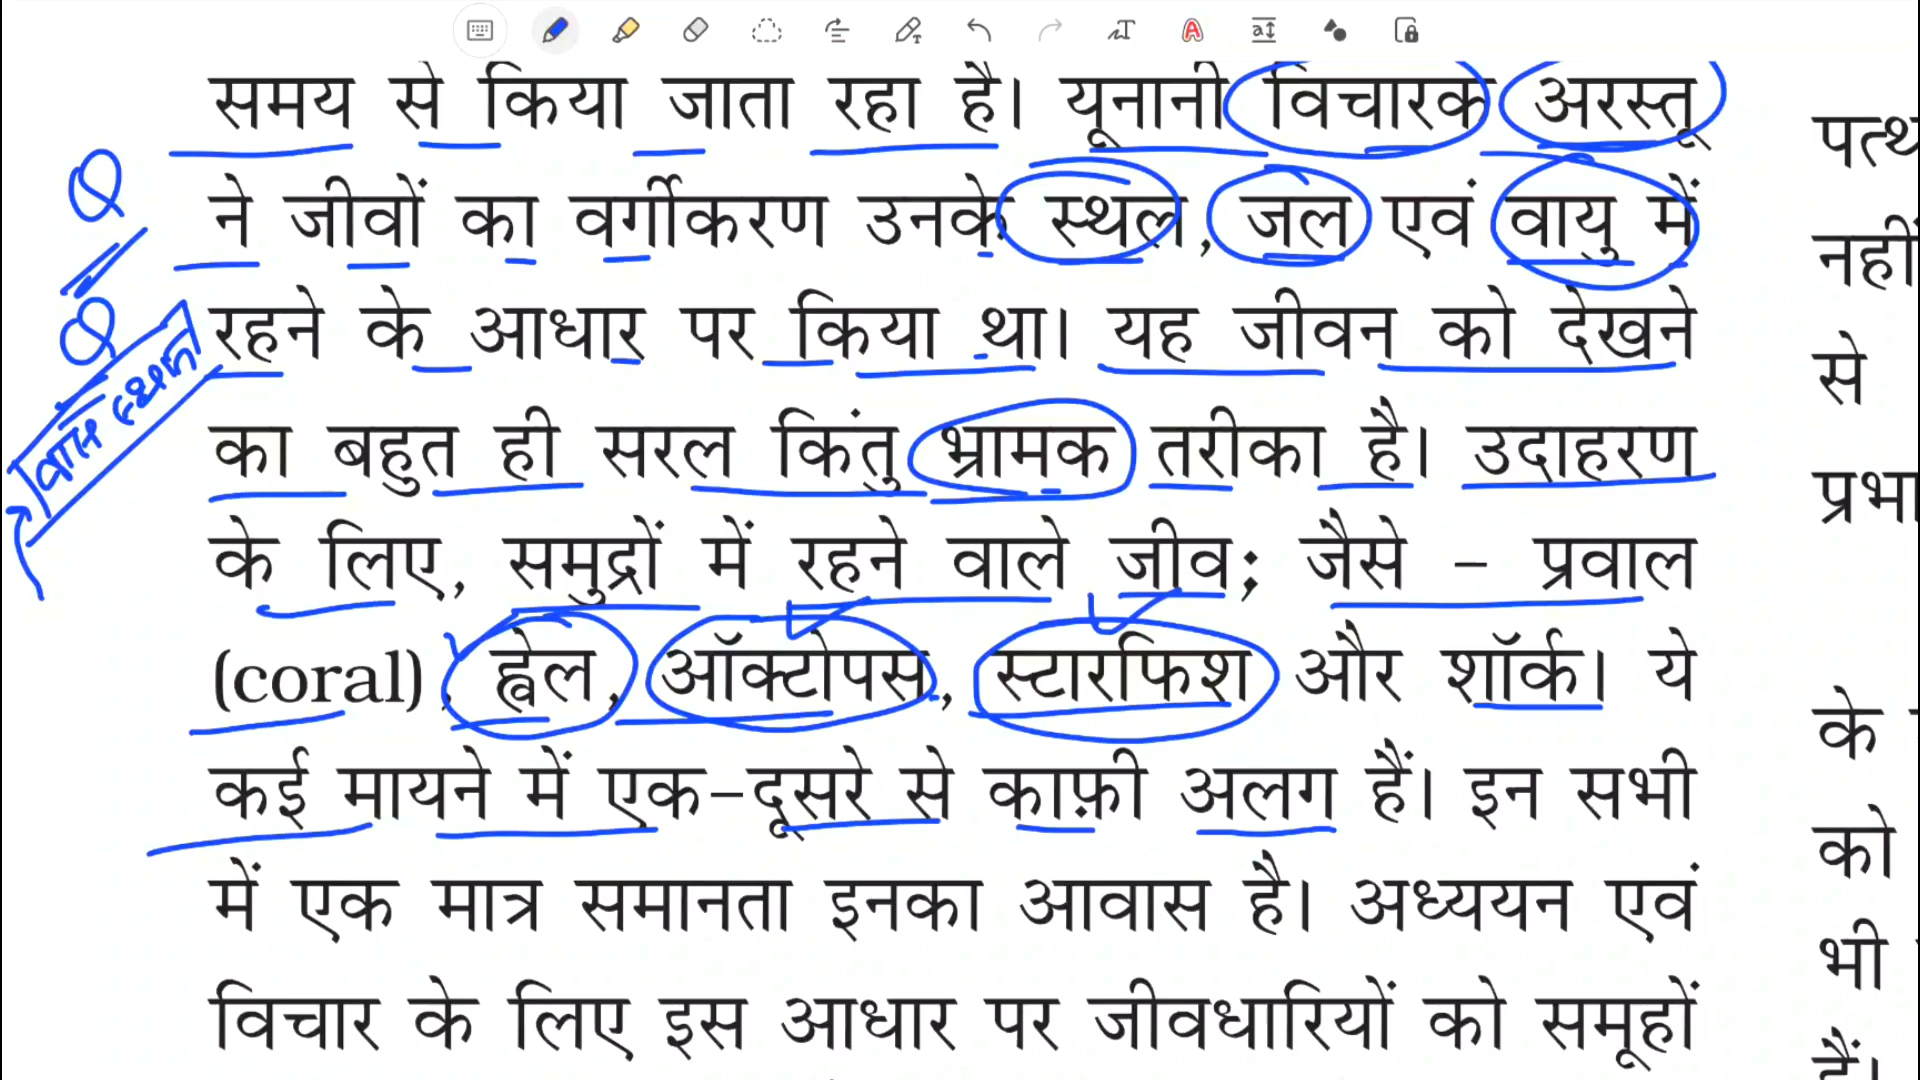 समय से किया जाता रहा है। यूनानी विचारक अरस्तू
ने जीवों का वर्गीकरण उनके स्थल, जल एवं वायु में
रहने के आधार पर किया था। यह जीवन को देखने
का बहुत ही सरल किंतु भ्रामक तरीका है। उदाहरण
के लिए, समुद्रों में रहने वाले जीव; जैसे – प्रवाल
(coral), ह्वेल, ऑक्टोपस, स्टारफिश और शॉर्क। ये
कई मायने में एक-दूसरे से काफ़ी अलग हैं। इन सभी
में एक मात्र समानता इनका आवास है। अध्ययन एवं
विचार के लिए इस आधार पर जीवधारियों को समूहों
नहीं
से
के
को
भी
हैं।